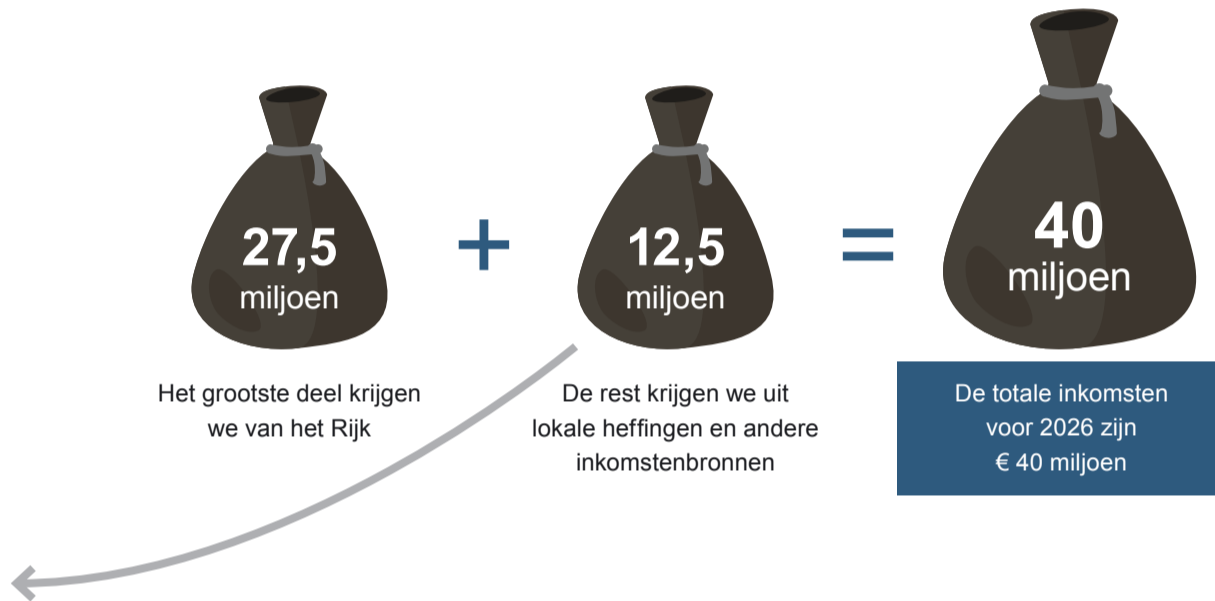 27,5
miljoen
+
12,5
miljoen
=
40
miljoen
Het grootste deel krijgen
we van het Rijk
De rest krijgen we uit
lokale heffingen en andere
inkomstenbronnen
De totale inkomsten
voor 2026 zijn
€ 40 miljoen